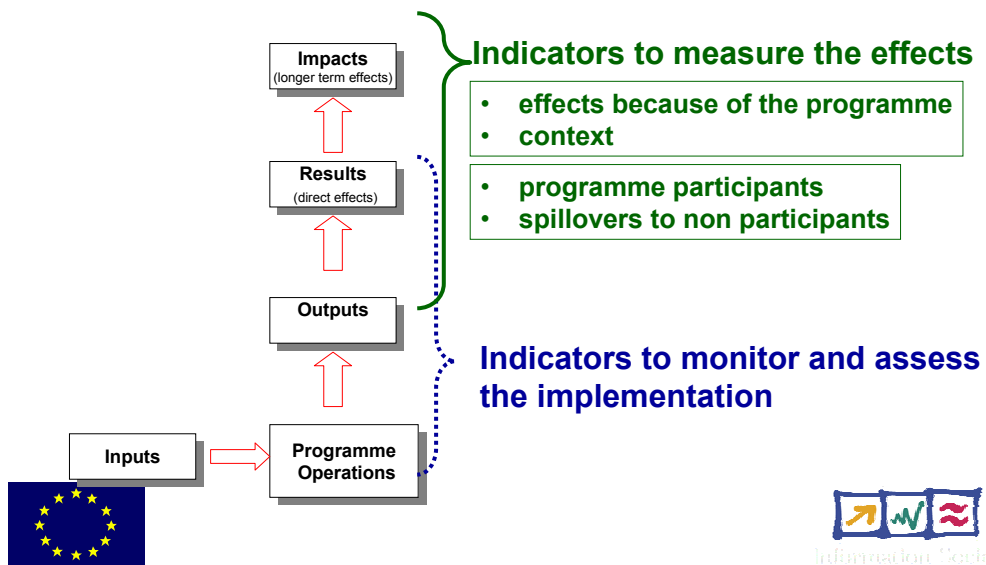 Impacts
(longer term effects)
Indicators to measure the effects
• effects because of the programme
• context
Results
(direct effects)
• programme participants
• spillovers to non participants
Outputs
Indicators to monitor and assess
the implementation
Inputs
Programme
Operations
Information